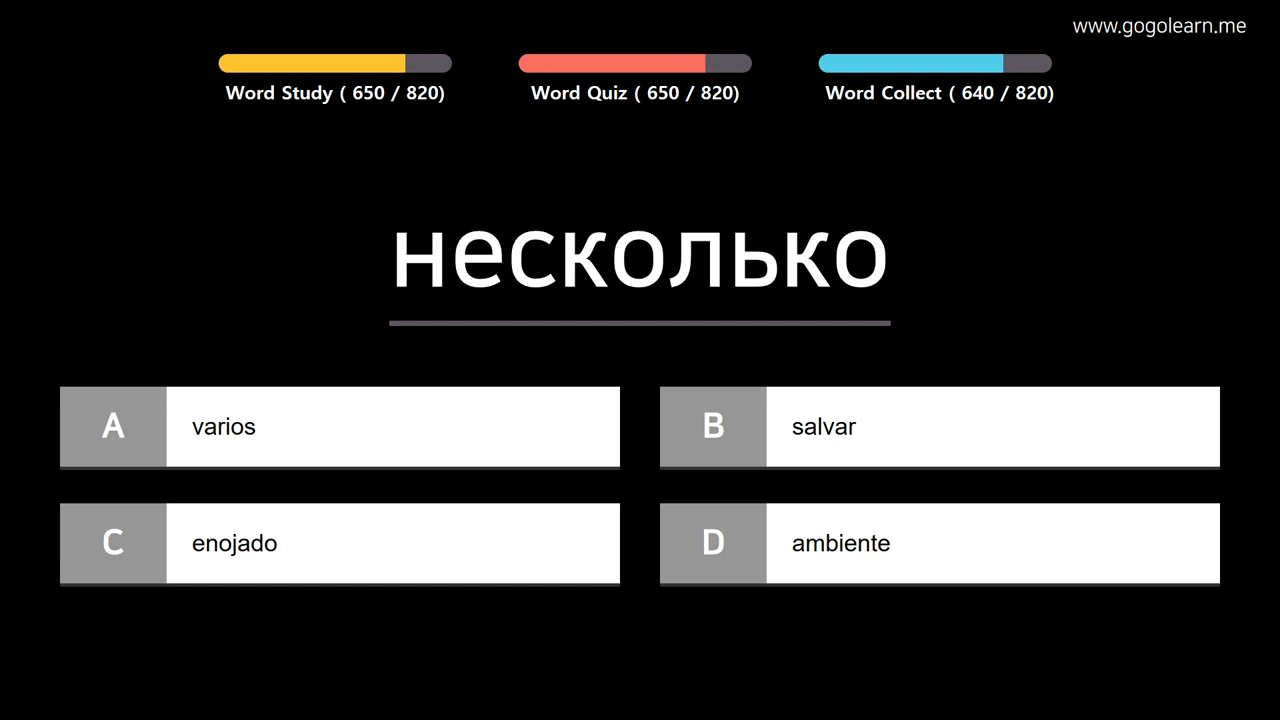 www.gogolearn.me
Word Study ( 650 / 820)
Word Quiz ( 650 / 820)
Word Collect ( 640 / 820)
несколько
A varios
B salvar
C enojado
D ambiente